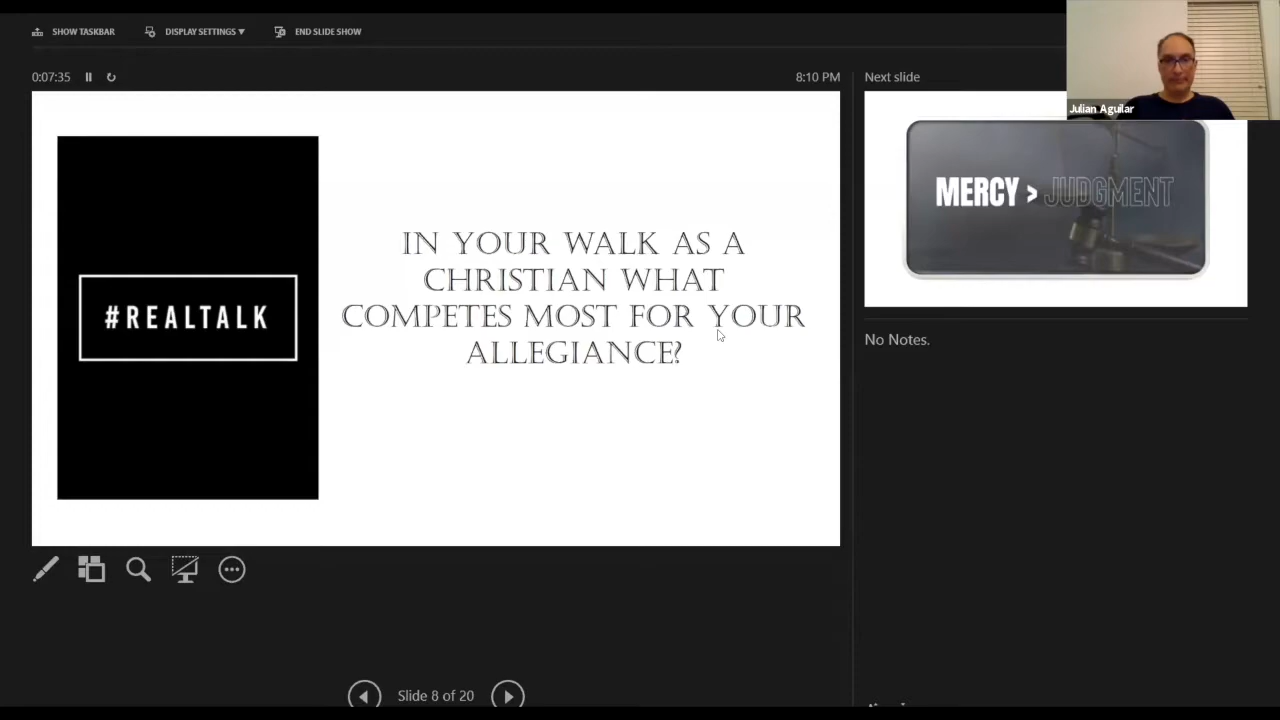 SHOW TASKBAR
DISPLAY SETTINGS ▼
END SLIDE SHOW
0:07:35
8:10 PM
Next slide
Julian Aguilar
#REALTALK
IN YOUR WALK AS A
CHRISTIAN WHAT
COMPETES MOST FOR YOUR
ALLEGIANCE?
MERCY > JUDGMENT
No Notes.
Slide 8 of 20